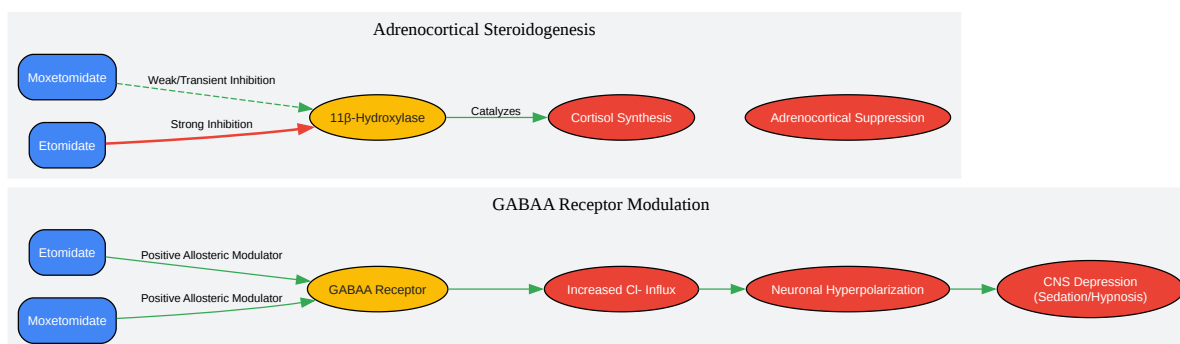 Adrenocortical Steroidogenesis
Moxetomidate
Weak/Transient Inhibition
Etomidate
Strong Inhibition
11β-Hydroxylase
Catalyzes
Cortisol Synthesis
Adrenocortical Suppression
GABAA Receptor Modulation
Etomidate
Positive Allosteric Modulator
Moxetomidate
Positive Allosteric Modulator
GABAA Receptor
Increased Cl- Influx
Neuronal Hyperpolarization
CNS Depression
(Sedation/Hypnosis)